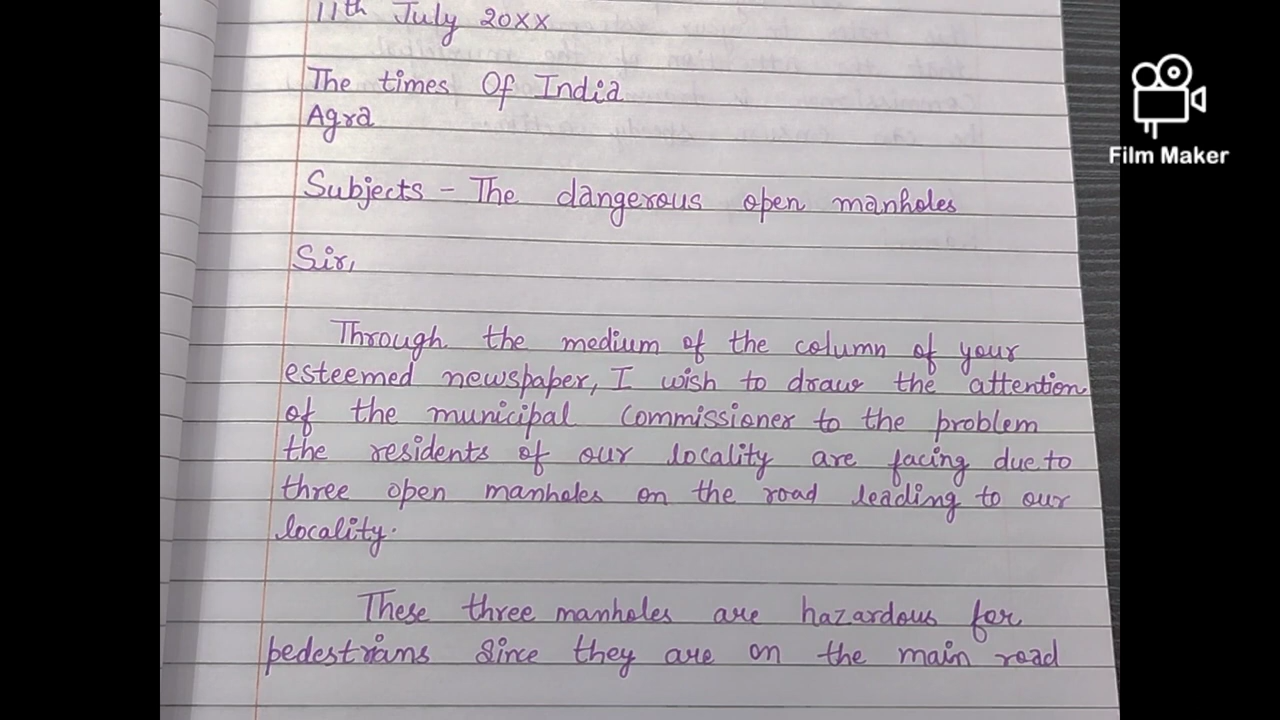 11th July 20XX
The times Of India
Agra
Subjects - The dangerous open manholes
Sir,
Through the medium of the column of your
esteemed newspaper, I wish to draw the attention
of the municipal Commissioner to the problem
the residents of our locality are facing due to
three open manholes on the road leading to our
locality.
These three manholes are hazardous for
pedestrians Since they are on the main road
Film Maker